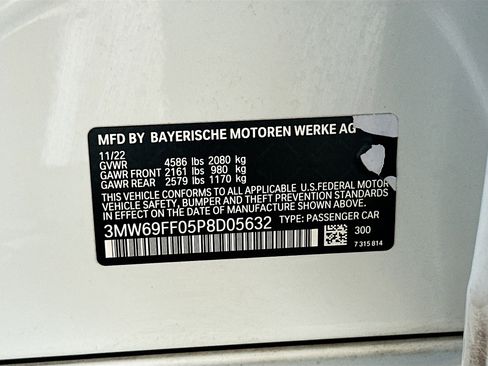 MFD BY BAYERISCHE MOTOREN WERKE AG
11/22
GVWR 4586 lbs 2080 kg
GAWR FRONT 2161 lbs 980 kg
GAWR REAR 2579 lbs 1170 kg
THIS VEHICLE CONFORMS TO ALL APPLICABLE U.S.FEDERAL MOTOR
VEHICLE SAFETY, BUMPER AND THEFT PREVENTION STANDARDS
IN EFFECT ON THE DATE OF MANUFACTURE SHOWN ABOVE.
3MW69FF05P8D05632 TYPE: PASSENGER CAR
300
7 315 814